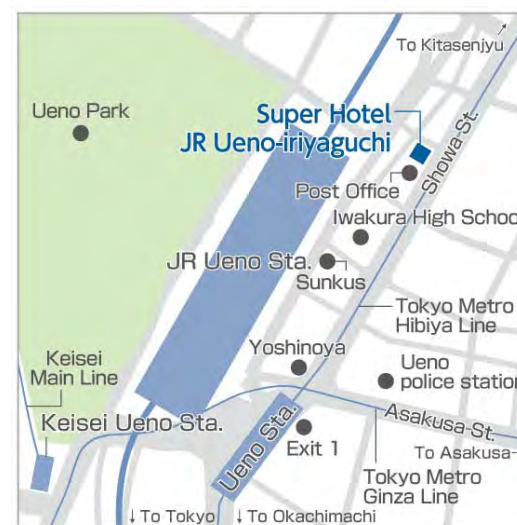 To Kitasenjyu
Ueno Park
Super Hotel
JR Ueno-iriyaguchi
Showa St.
Post Office
Iwakura High Schoo
JR Ueno Sta.
Sunkus
Tokyo Metro
Hibiya Line
Keisei
Main Line
Yoshinoya
Ueno
police station
Keisei Ueno Sta.
Ueno Sta.
Asakusa St.
Exit 1
To Asakusa
Tokyo Metro
Ginza Line
↓To Tokyo
↓To Okachimachi